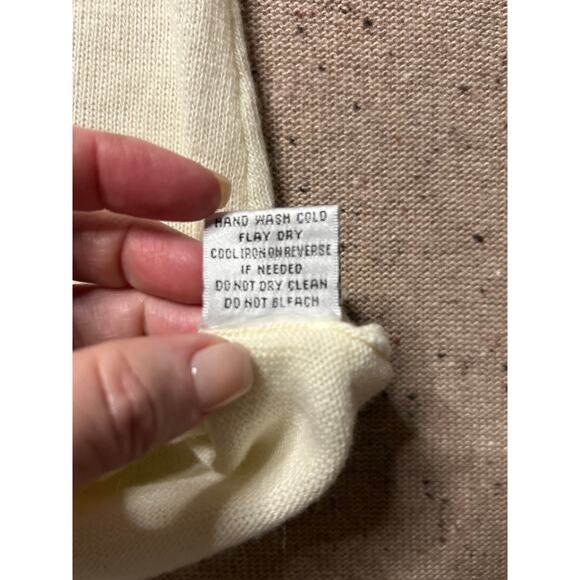 HAND WASH COLD
FLAY DRY
COOL IRON ON REVERSE
IF NEEDED
DO NOT DRY CLEAN
DO NOT BLEACH